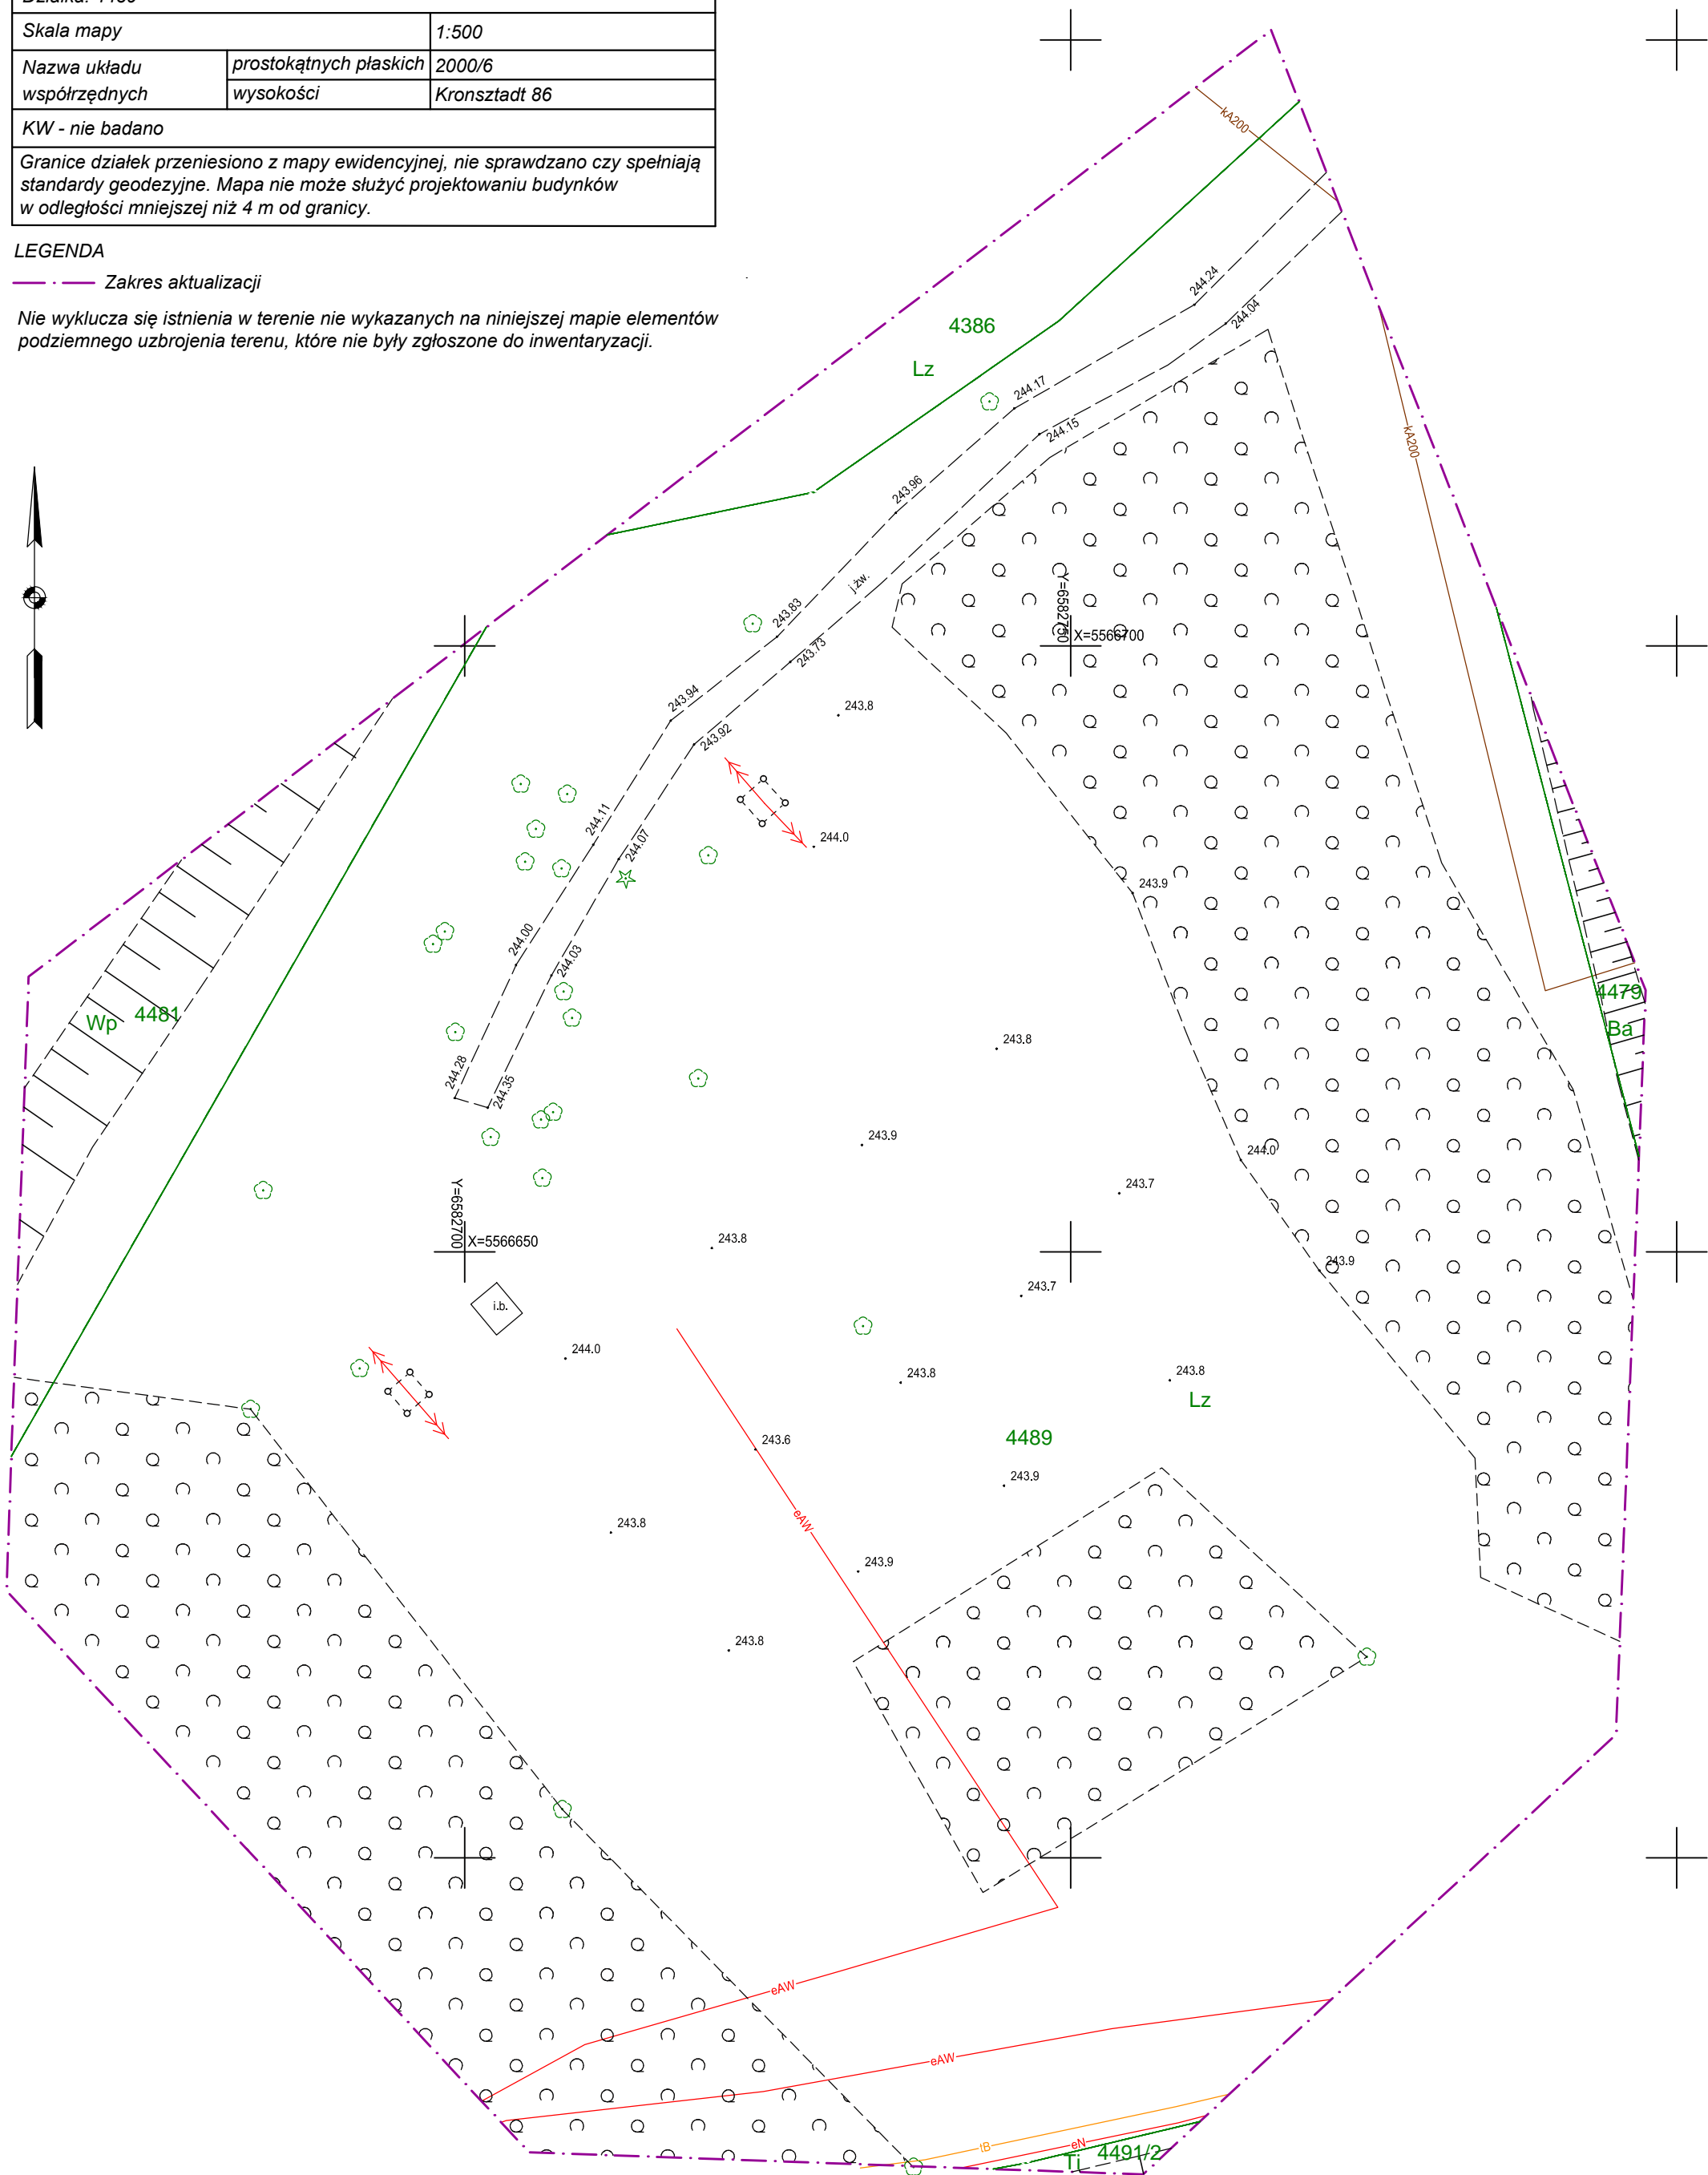 Skala mapy 1:500
Nazwa układu współrzędnych
prostokątnych płaskich 2000/6
wysokości Kronsztadt 86
KW - nie badano
Granice działek przeniesiono z mapy ewidencyjnej, nie sprawdzano czy spełniają
standardy geodezyjne. Mapa nie może służyć projektowaniu budynków
w odległości mniejszej niż 4 m od granicy.
LEGENDA
Zakres aktualizacji
Nie wyklucza się istnienia w terenie nie wykazanych na niniejszej mapie elementów
podziemnego uzbrojenia terenu, które nie były zgłoszone do inwentaryzacji.
kA200
244.24
244.04
4386
Lz
244.17
244.15
kA200
243.96
j.żw.
Y=6582750
X=5566700
243.83
243.73
243.94
243.92
243.8
244.11
244.07
244.0
243.9
244.00
244.03
4479
Ba
Wp
4481
243.8
244.28
244.35
243.9
244.0
243.7
Y=6582700
X=5566650
243.8
243.9
i.b.
243.7
244.0
243.8
243.8
Lz
4489
243.6
243.9
eAW
243.8
243.9
243.8
eAW
eAW
tB
eN
4491/2
Ti